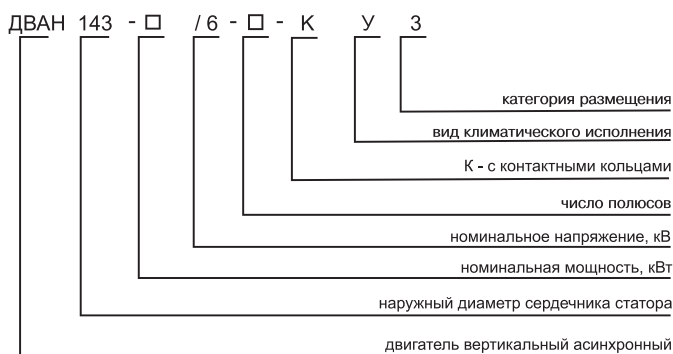 ДВАН 143 - □ / 6 - □ - К У 3
категория размещения
вид климатического исполнения
К - с контактными кольцами
число полюсов
номинальное напряжение, кВ
номинальная мощность, кВт
наружный диаметр сердечника статора
двигатель вертикальный асинхронный